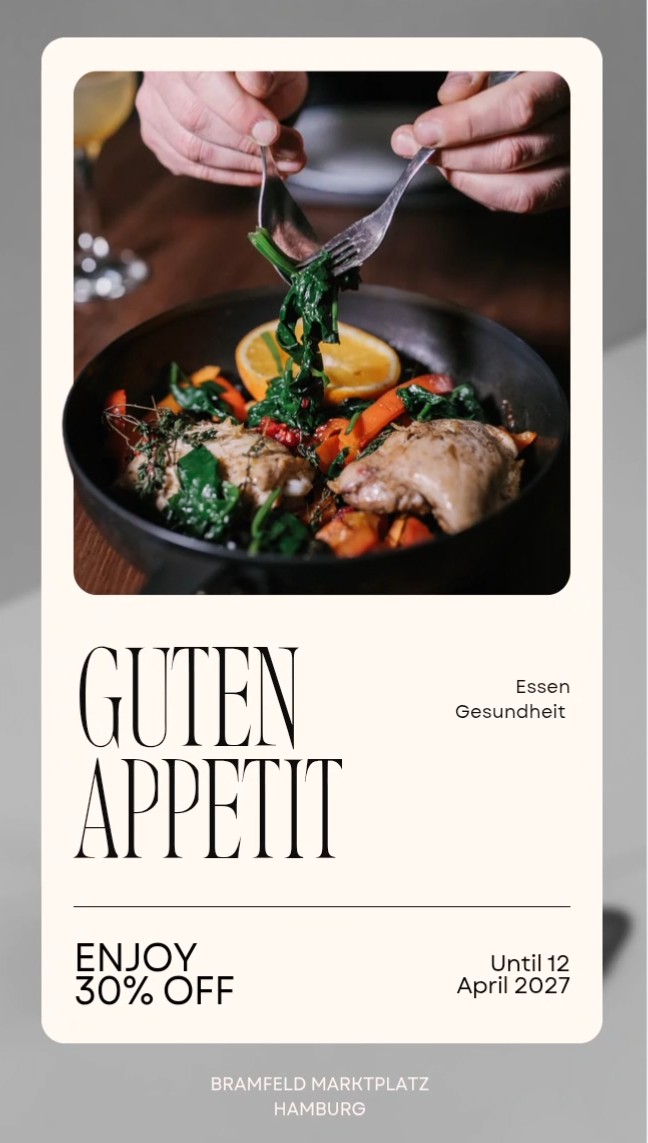 GUTEN
APPETIT
Essen
Gesundheit
ENJOY
30% OFF
Until 12
April 2027
BRAMFELD MARKTPLATZ
HAMBURG